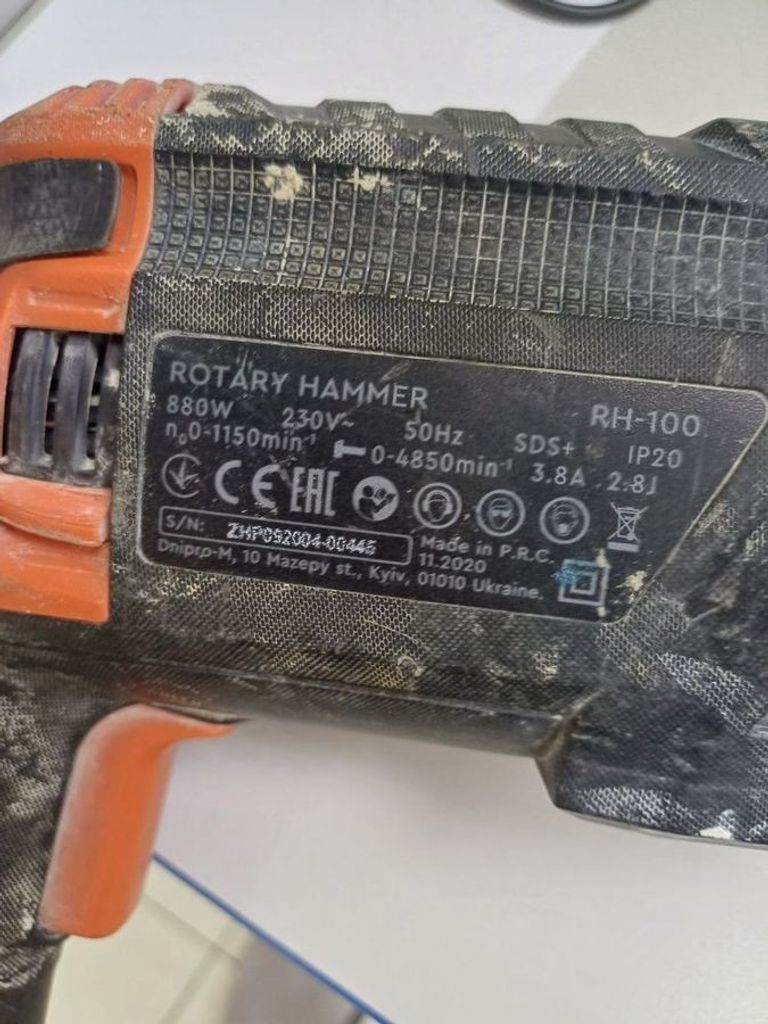 ROTARY HAMMER RH-100
880W 230V~ 50Hz SDS+ IP20
n₀0-1150min⁻¹ 0-4850min⁻¹ 3.8A 2.8J
CE EAC
S/N: ZHP092004-00445 Made in P.R.C. 11.2020
Dnipro-M, 10 Mazepy st., Kyiv, 01010 Ukraine.